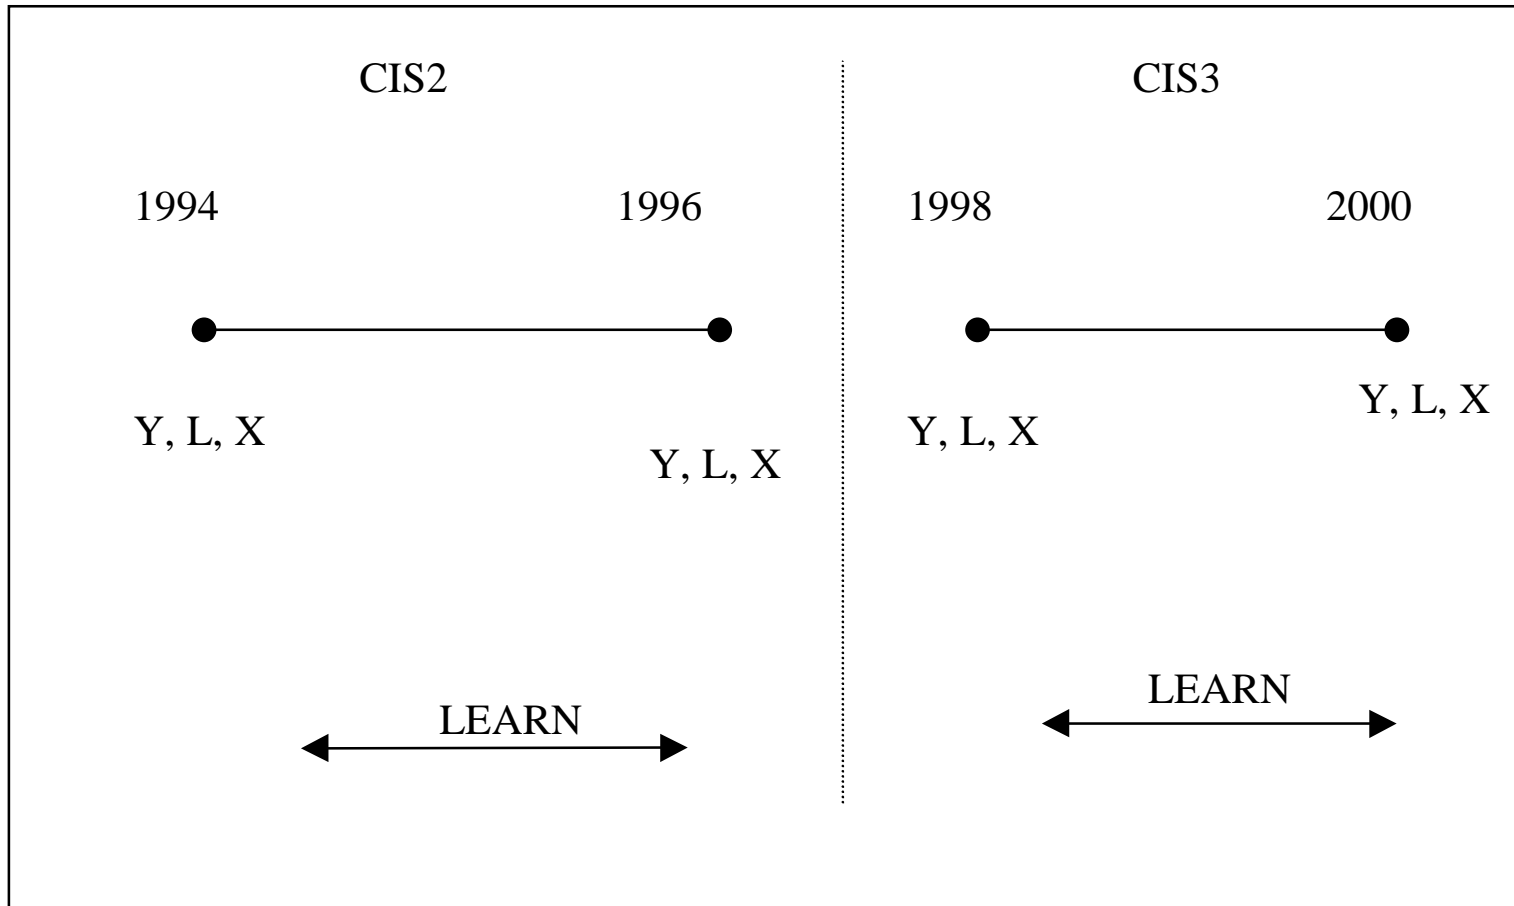 CIS2
CIS3
1994
1996
1998
2000
Y, L, X
Y, L, X
Y, L, X
Y, L, X
LEARN
LEARN